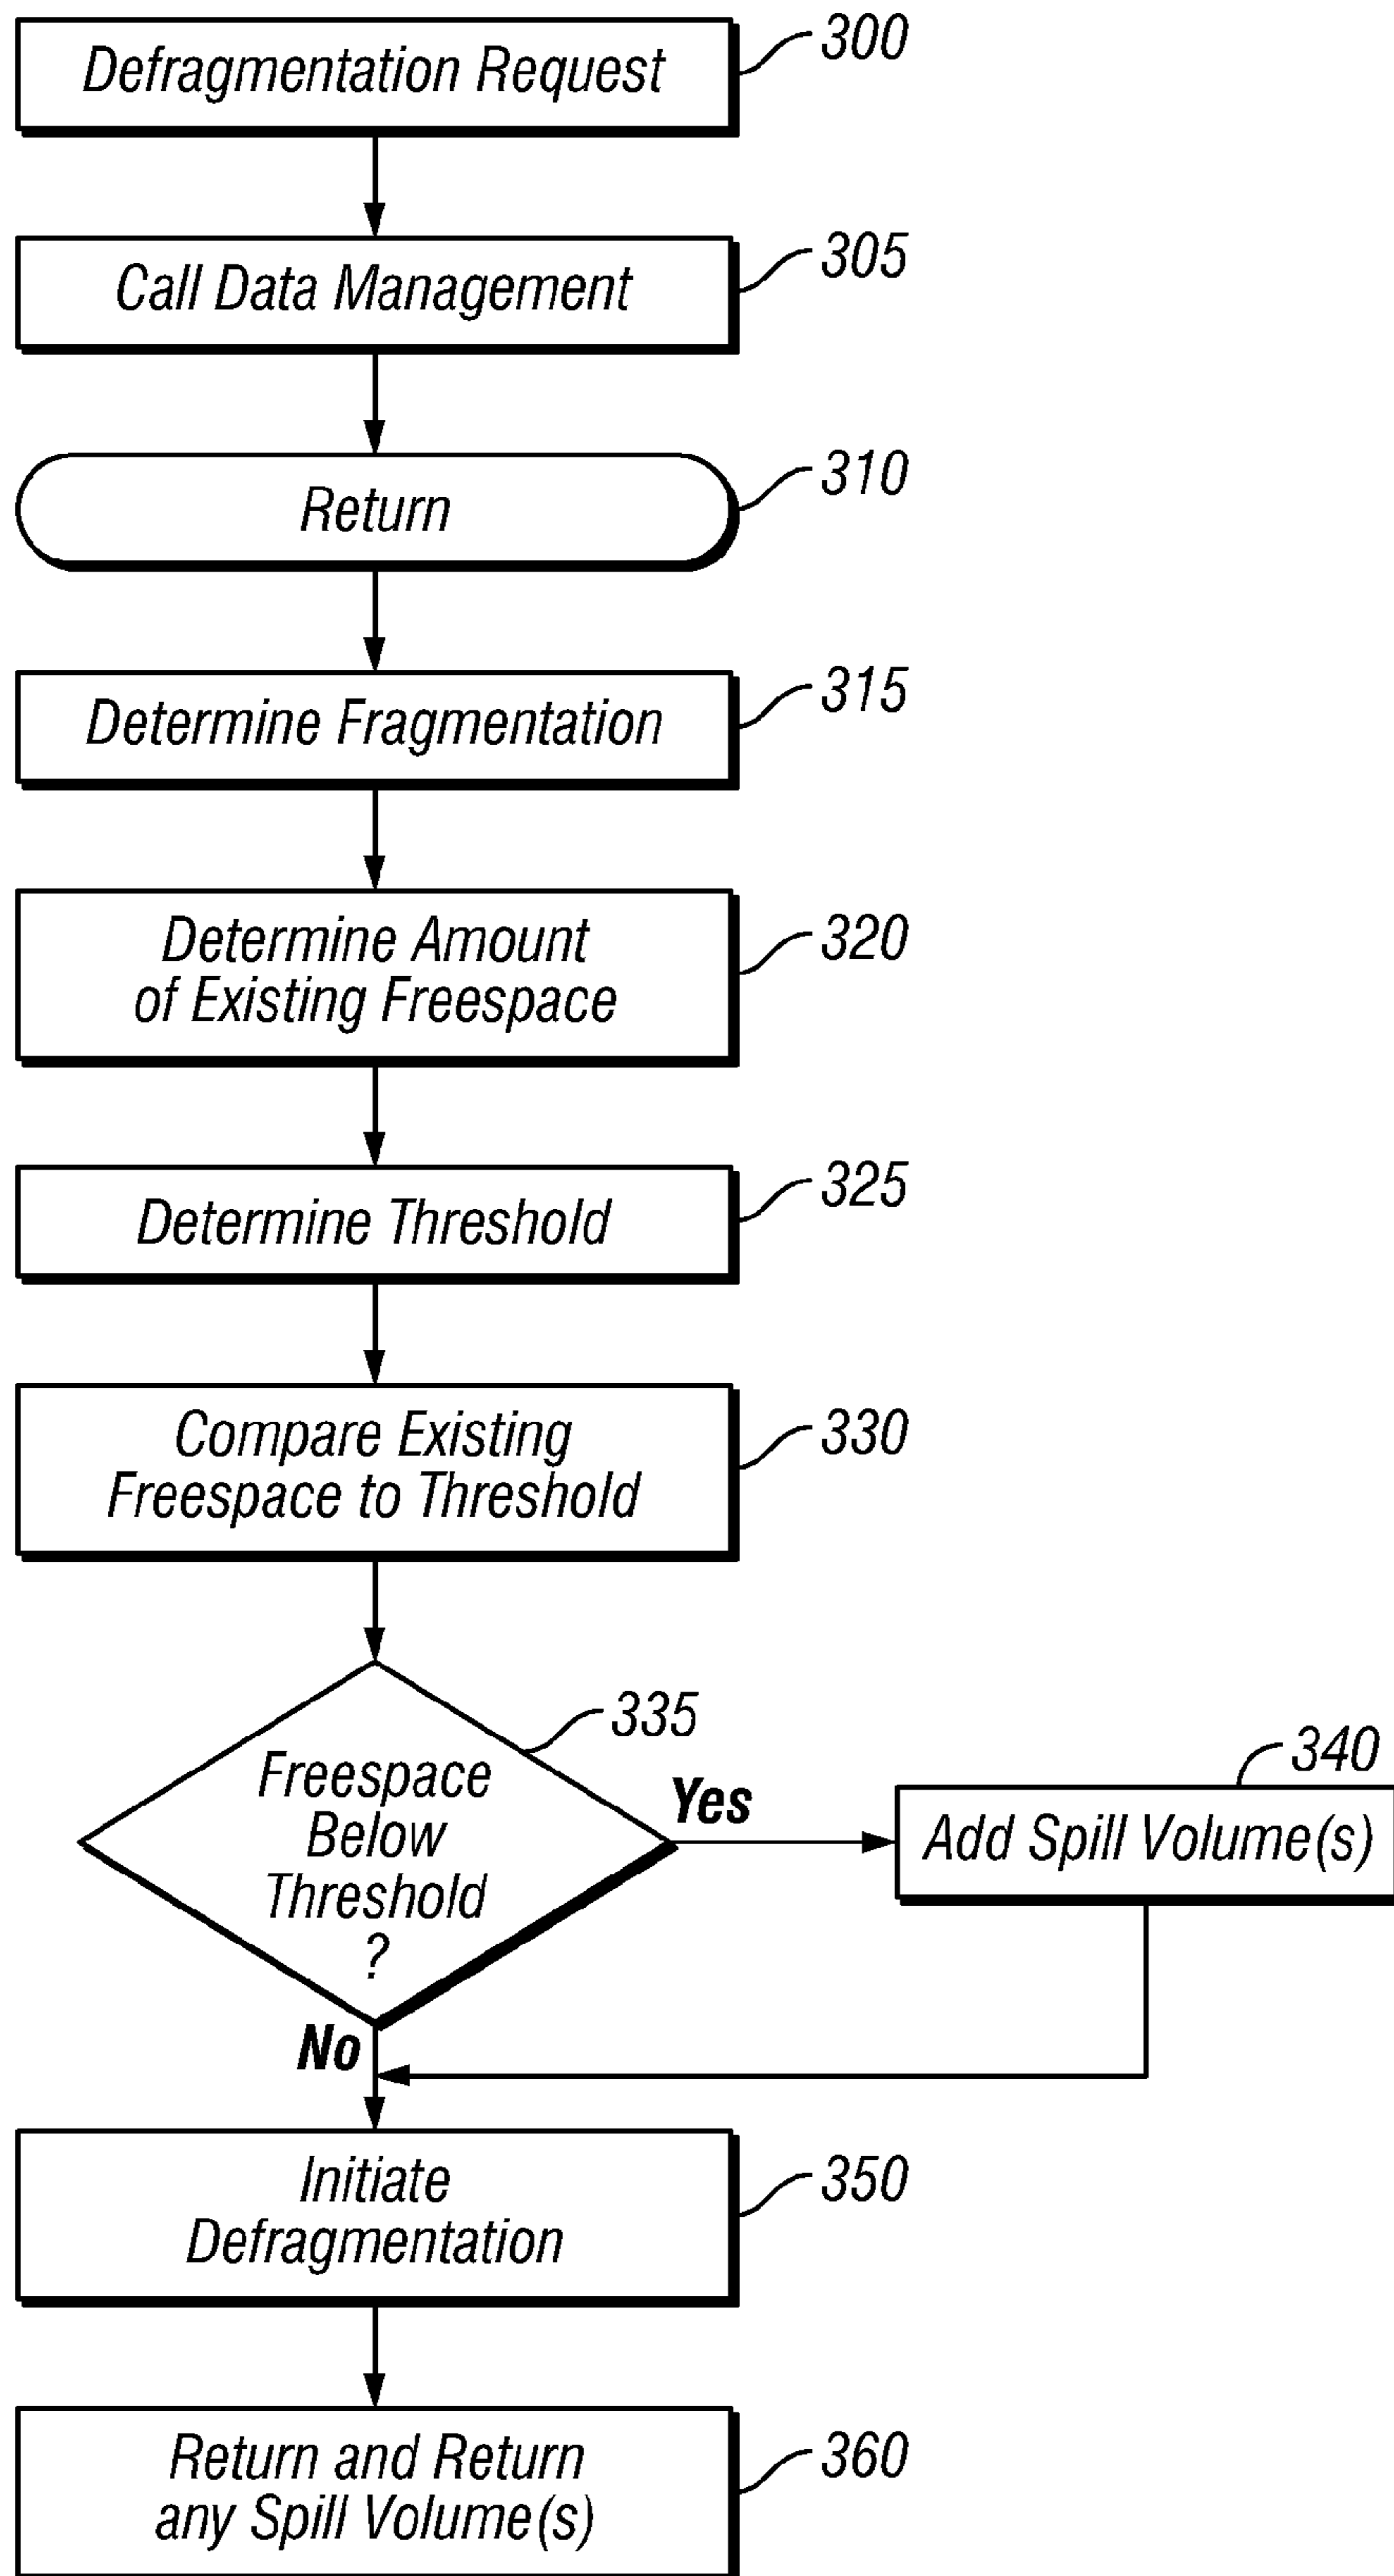 Defragmentation Request
300
Call Data Management
305
Return
310
Determine Fragmentation
315
Determine Amount
of Existing Freespace
320
Determine Threshold
325
Compare Existing
Freespace to Threshold
330
Freespace
Below
Threshold
?
335
Yes
340
Add Spill Volume(s)
No
Initiate
Defragmentation
350
Return and Return
any Spill Volume(s)
360